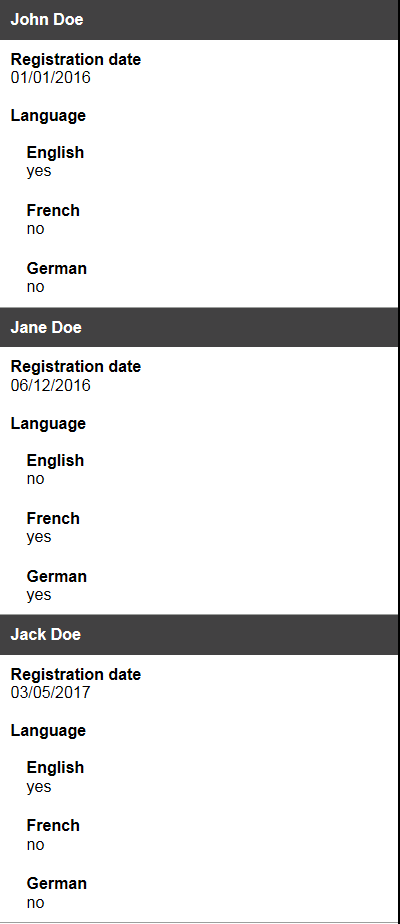 John Doe
Registration date
01/01/2016
Language
English
yes
French
no
German
no
Jane Doe
Registration date
06/12/2016
Language
English
no
French
yes
German
yes
Jack Doe
Registration date
03/05/2017
Language
English
yes
French
no
German
no